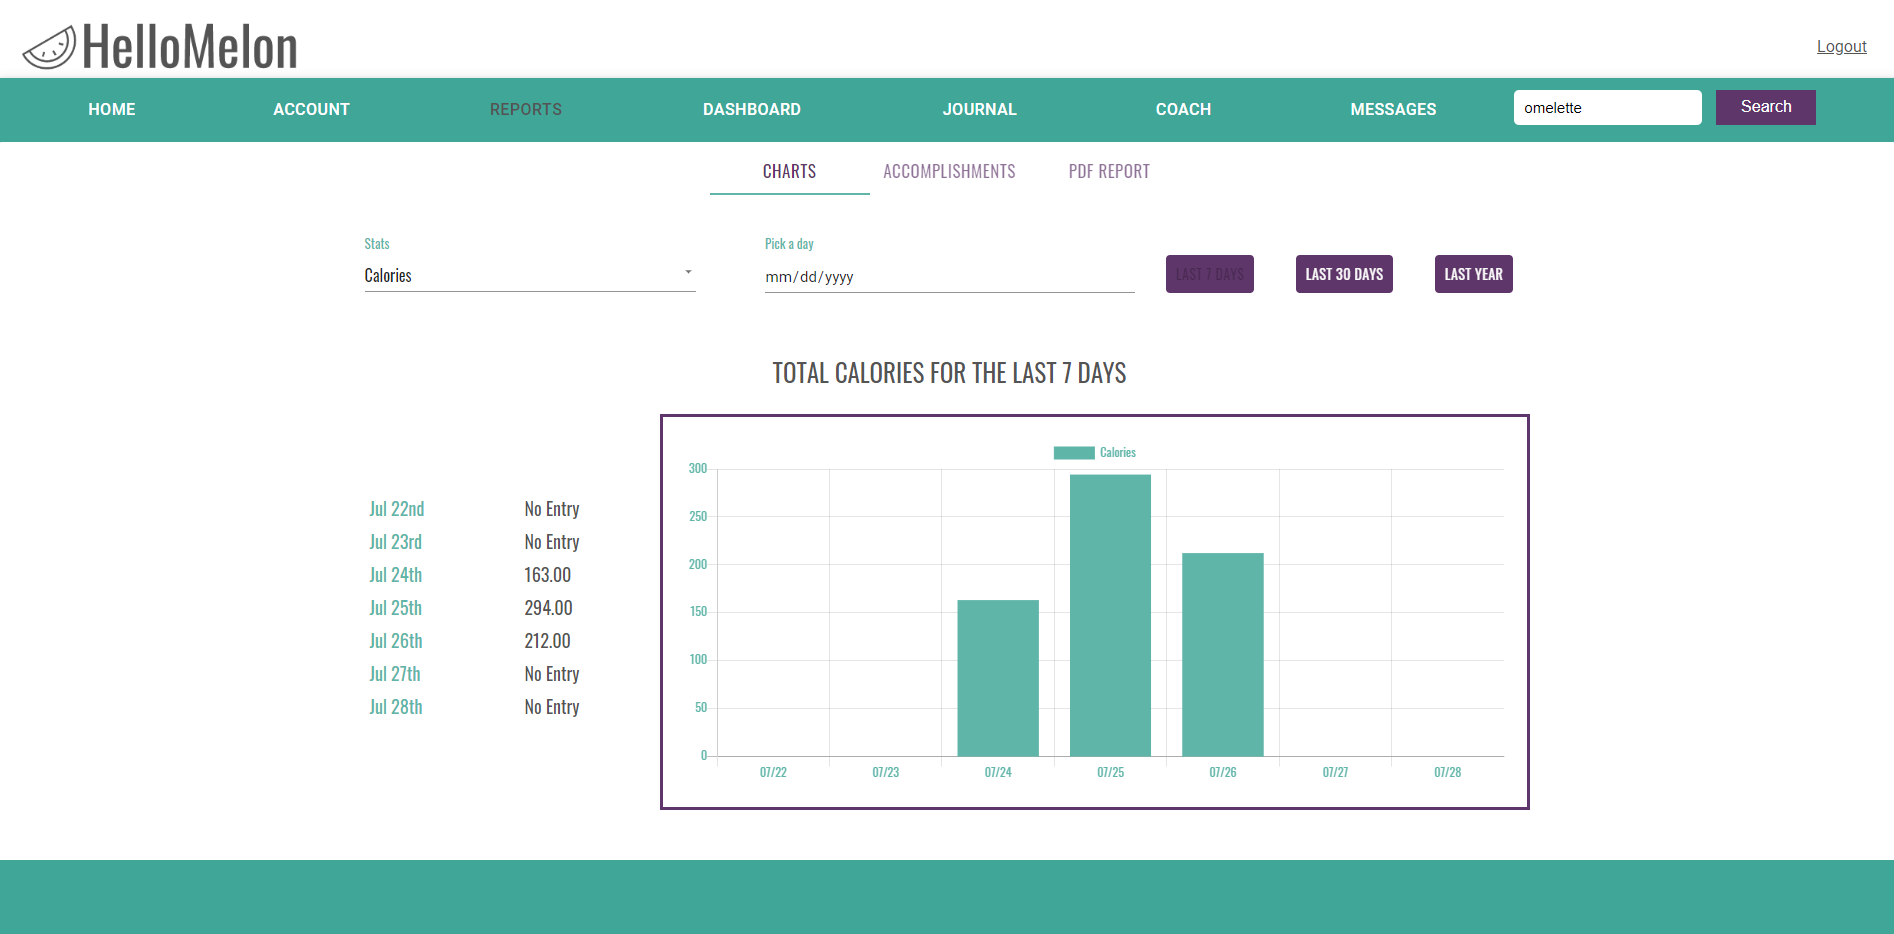 HelloMelon
Logout
HOME ACCOUNT REPORTS DASHBOARD JOURNAL COACH MESSAGES omelette Search
CHARTS ACCOMPLISHMENTS PDF REPORT
Stats
Calories
Pick a day
mm/dd/yyyy
LAST 7 DAYS LAST 30 DAYS LAST YEAR
TOTAL CALORIES FOR THE LAST 7 DAYS
Jul 22nd No Entry
Jul 23rd No Entry
Jul 24th 163.00
Jul 25th 294.00
Jul 26th 212.00
Jul 27th No Entry
Jul 28th No Entry
Calories
300
250
200
150
100
50
0
07/22 07/23 07/24 07/25 07/26 07/27 07/28